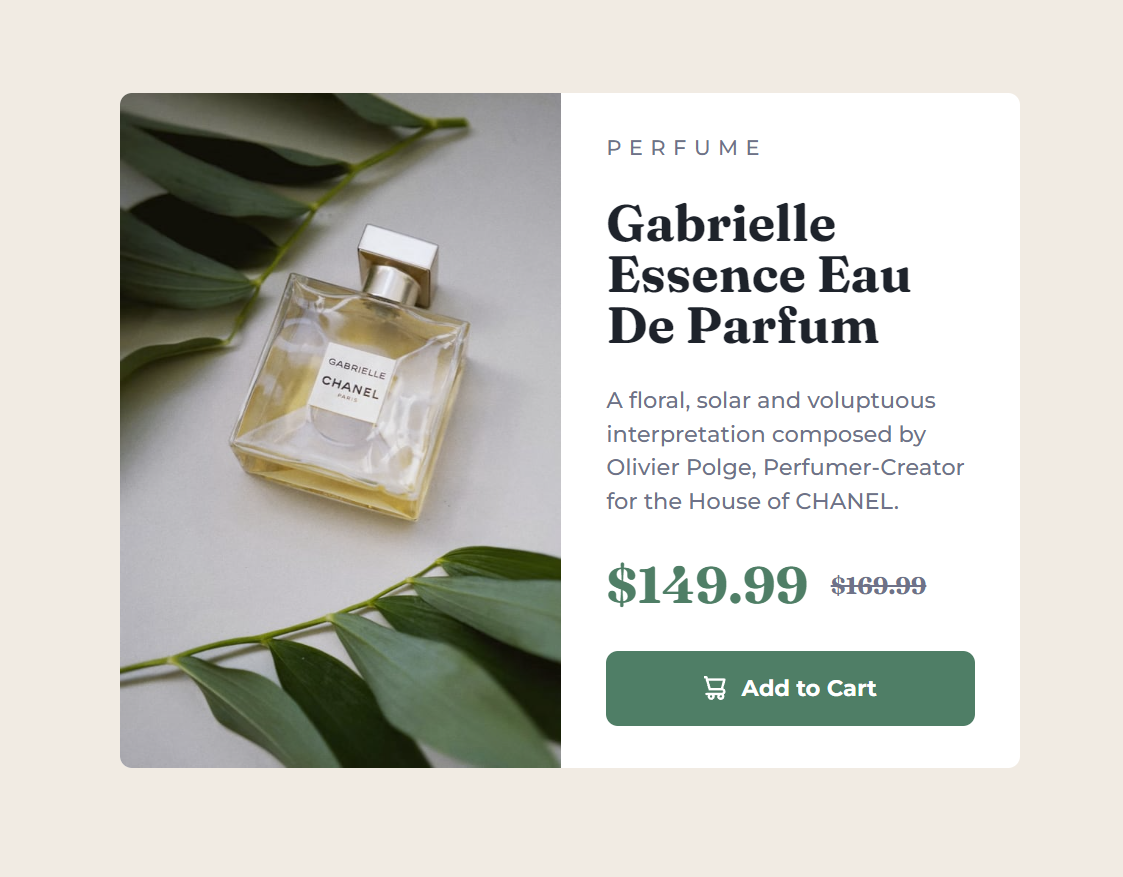 GABRIELLE
CHANEL
PARIS
PERFUME
Gabrielle
Essence Eau
De Parfum
A floral, solar and voluptuous
interpretation composed by
Olivier Polge, Perfumer-Creator
for the House of CHANEL.
$149.99 $169.99
Add to Cart